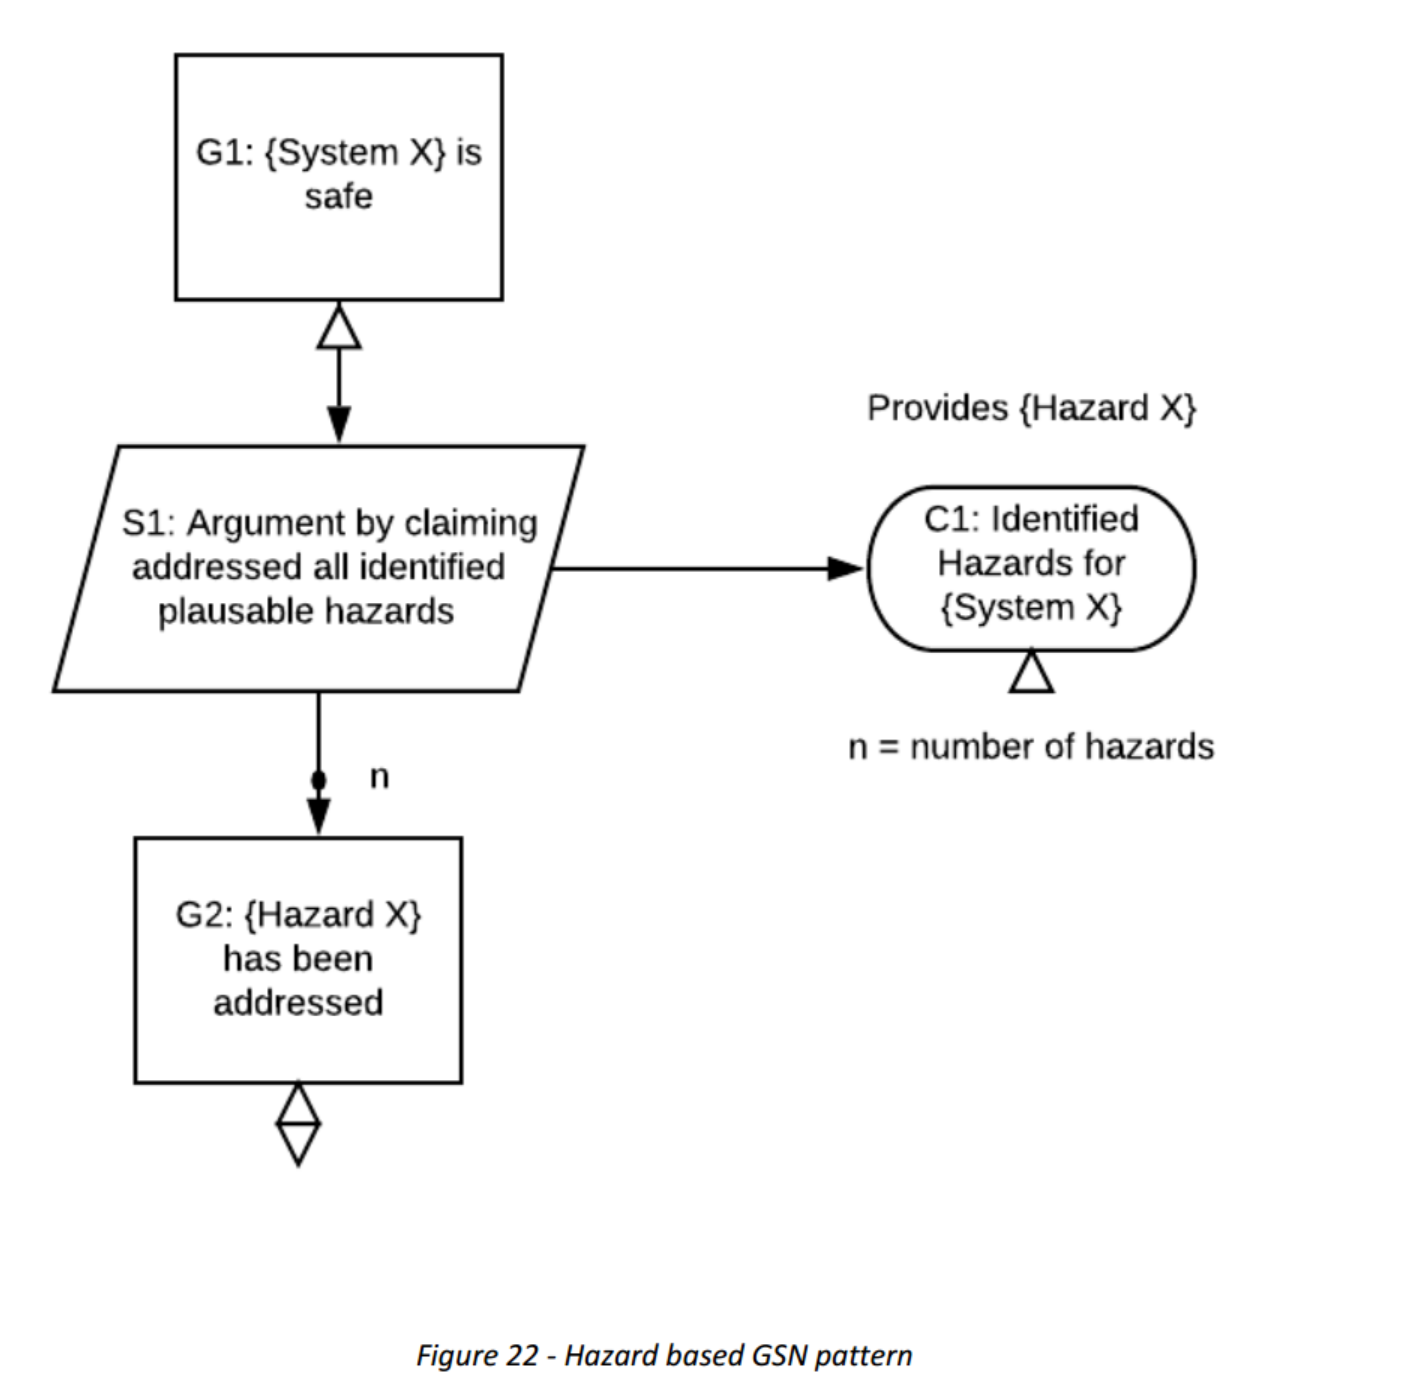 G1: {System X} is
safe
Provides {Hazard X}
S1: Argument by claiming
addressed all identified
plausable hazards
C1: Identified
Hazards for
{System X}
n = number of hazards
n
G2: {Hazard X}
has been
addressed
Figure 22 - Hazard based GSN pattern